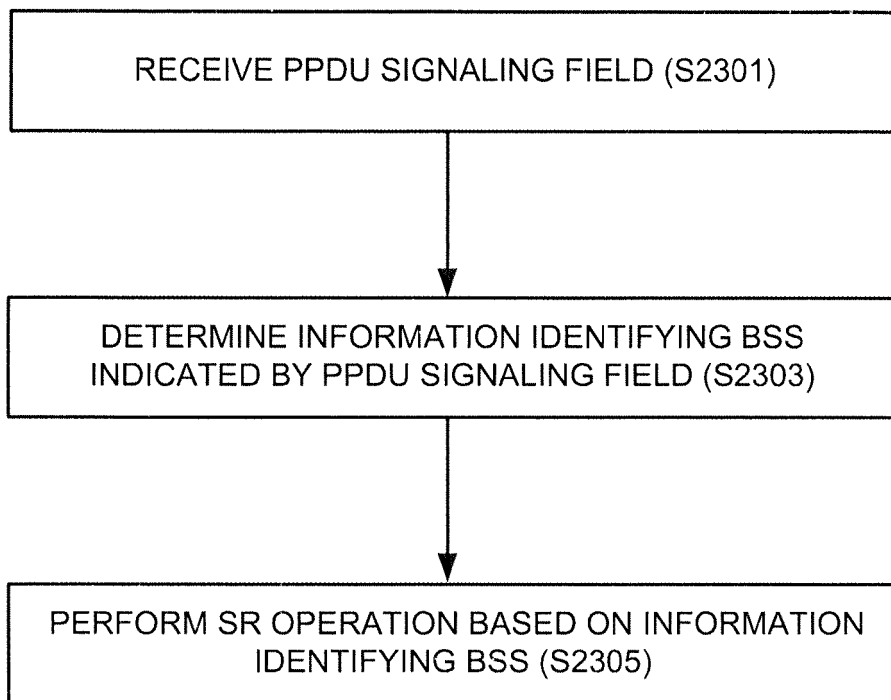 RECEIVE PPDU SIGNALING FIELD (S2301)
DETERMINE INFORMATION IDENTIFYING BSS
INDICATED BY PPDU SIGNALING FIELD (S2303)
PERFORM SR OPERATION BASED ON INFORMATION
IDENTIFYING BSS (S2305)